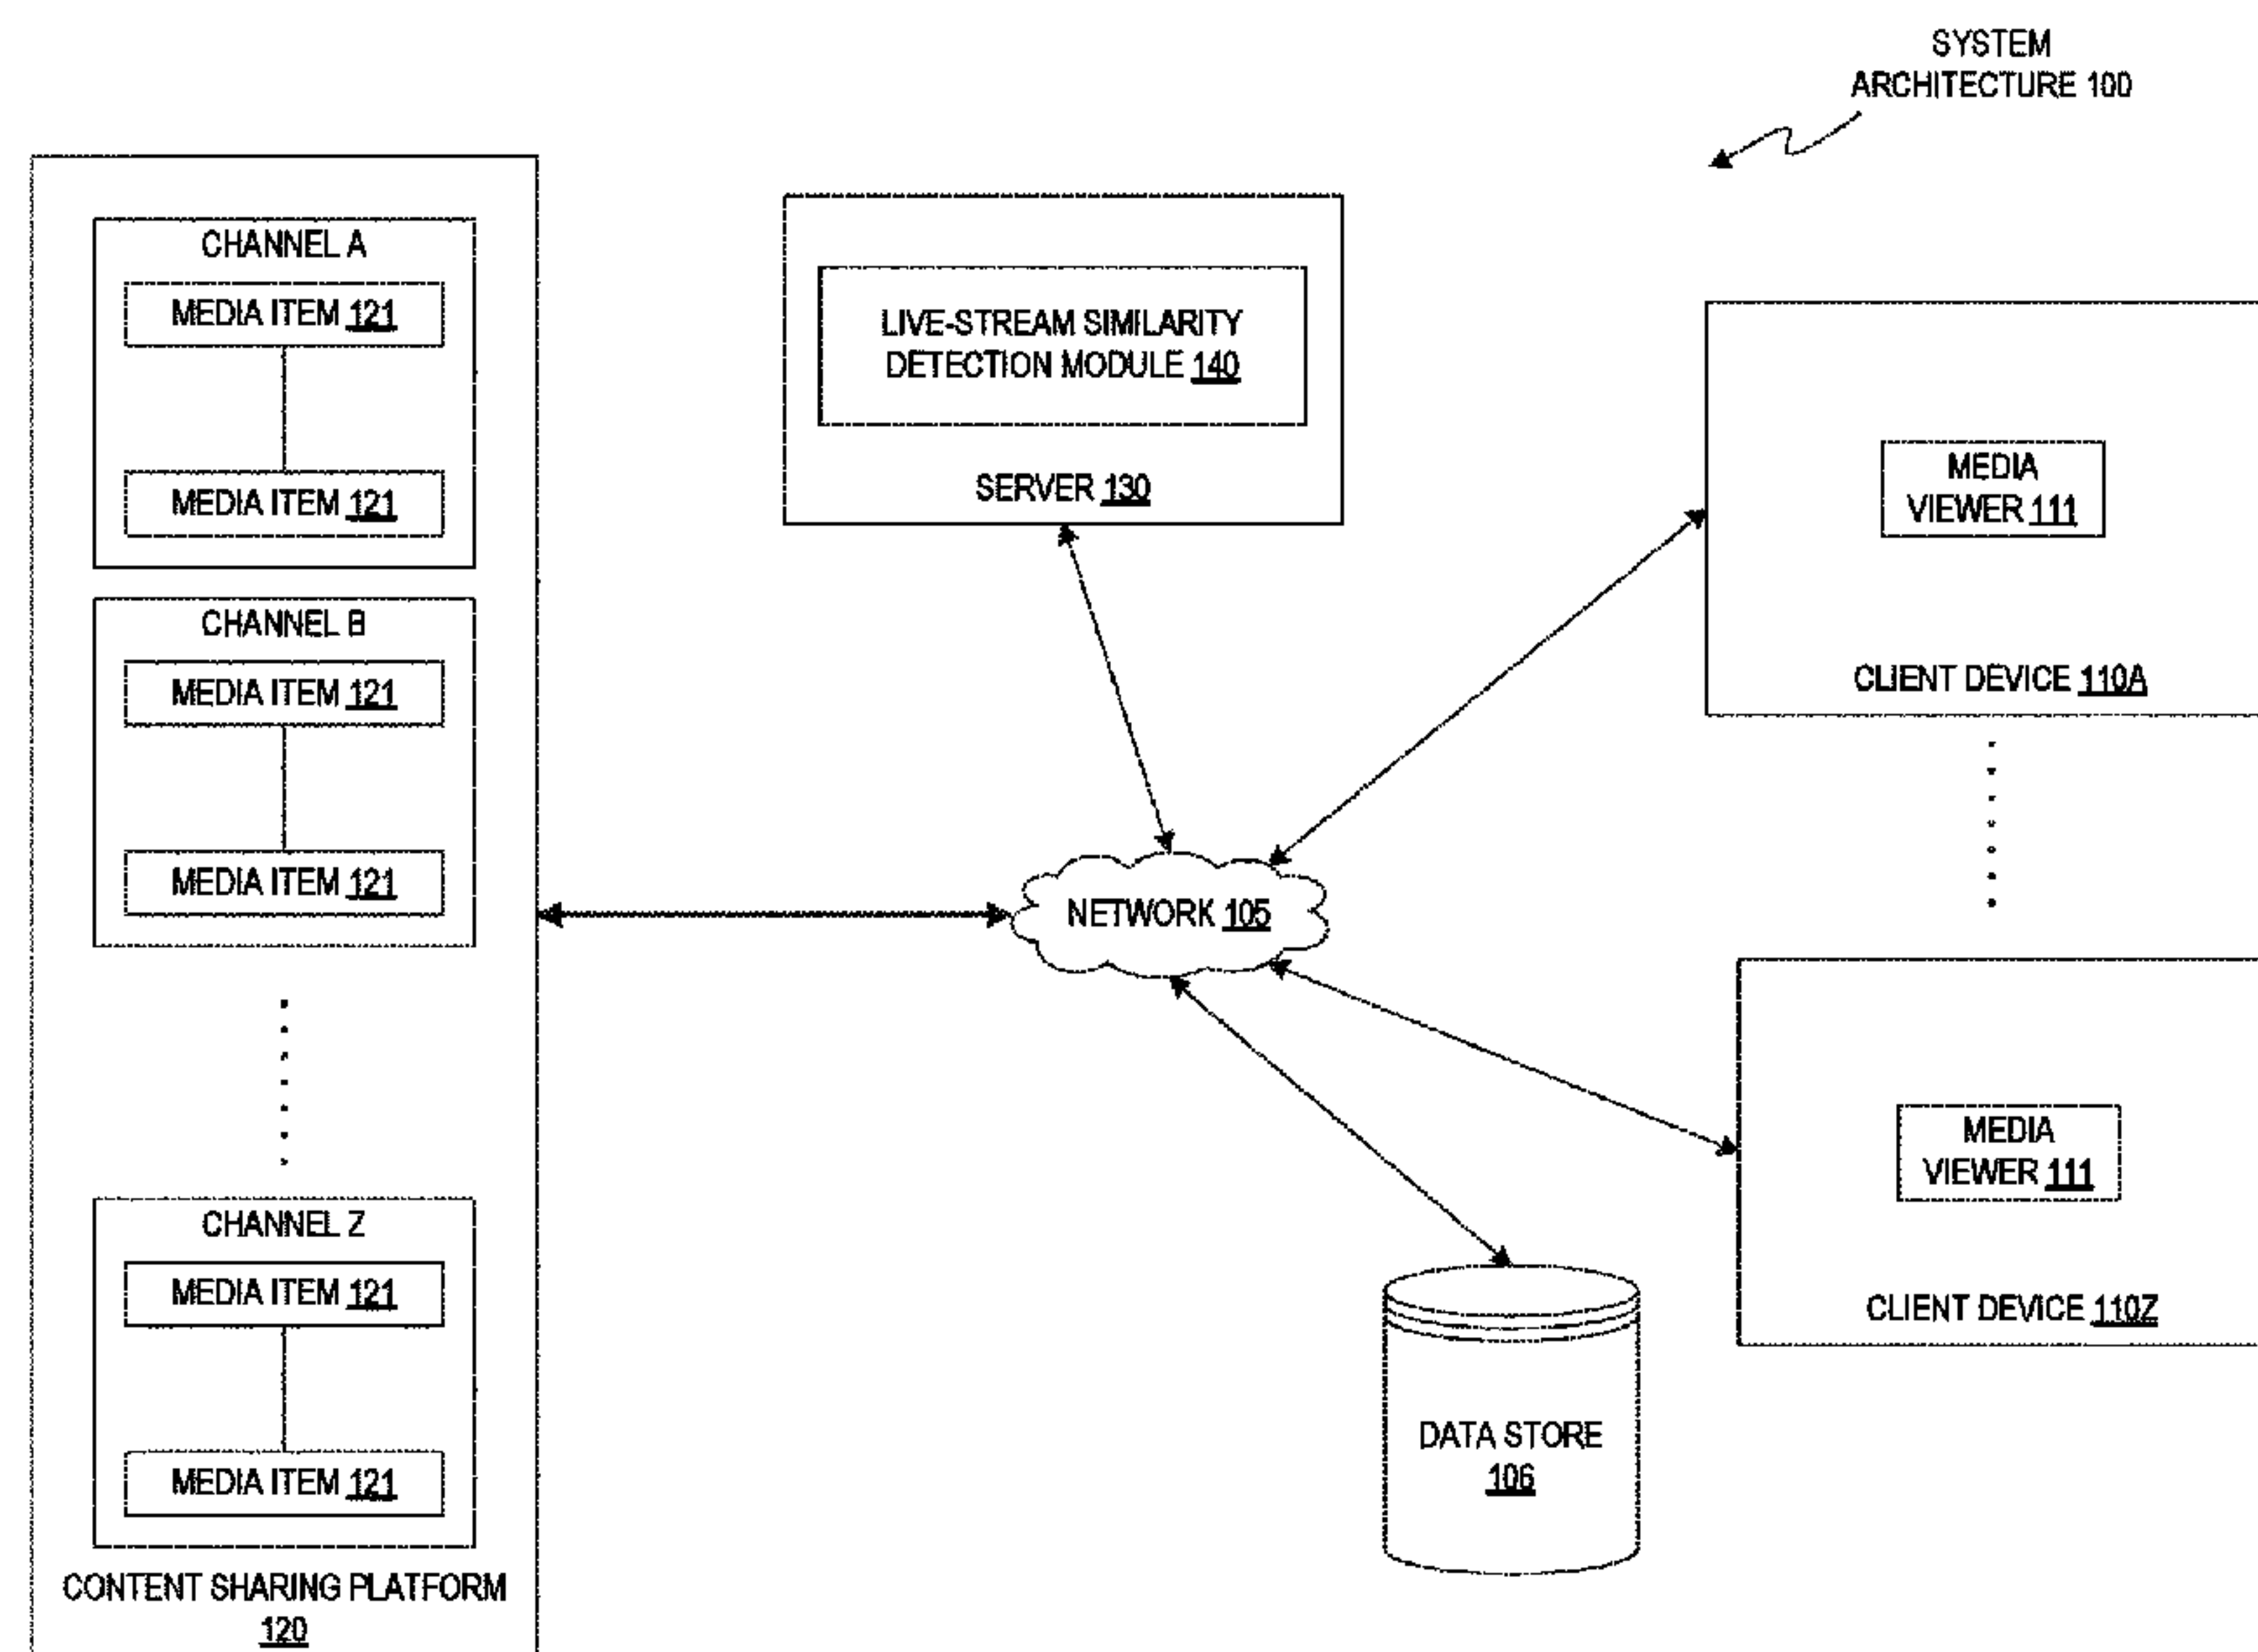 SYSTEM
ARCHITECTURE 100
CHANNEL A
MEDIA ITEM 121
MEDIA ITEM 121
CHANNEL B
MEDIA ITEM 121
MEDIA ITEM 121
CHANNEL Z
MEDIA ITEM 121
MEDIA ITEM 121
CONTENT SHARING PLATFORM
120
LIVE-STREAM SIMILARITY
DETECTION MODULE 140
SERVER 130
NETWORK 105
DATA STORE
106
MEDIA
VIEWER 111
CLIENT DEVICE 110A
MEDIA
VIEWER 111
CLIENT DEVICE 110Z